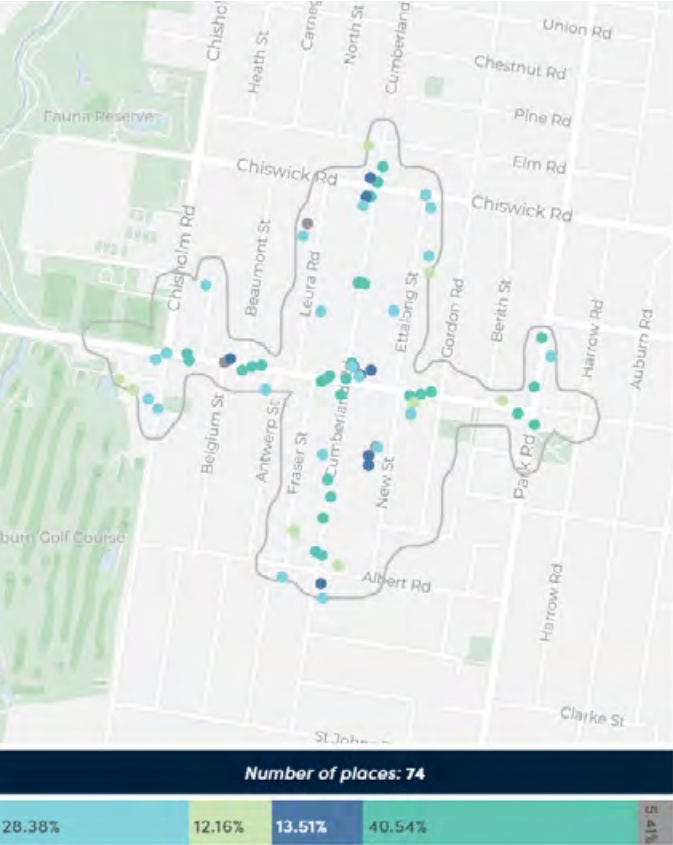 Chisho
Heath St
Carneg
North St
Cumberland
Union Rd
Chestnut Rd
Pine Rd
Elm Rd
Fauna Reserves
Chiswick Rd
Chiswick Rd
Chisholm Rd
Beaumont St
Leura Rd
Ettalong St
Gordon Rd
Berith St
Harrow Rd
Auburn Rd
Belgium St
Antwerp St
Fraser St
Cumberland
New St
Park Rd
burn Golf Course
Albert Rd
Harrow Rd
Clarke St
Number of places: 74
28.38%
12.16%
13.51%
40.54%
5.41%